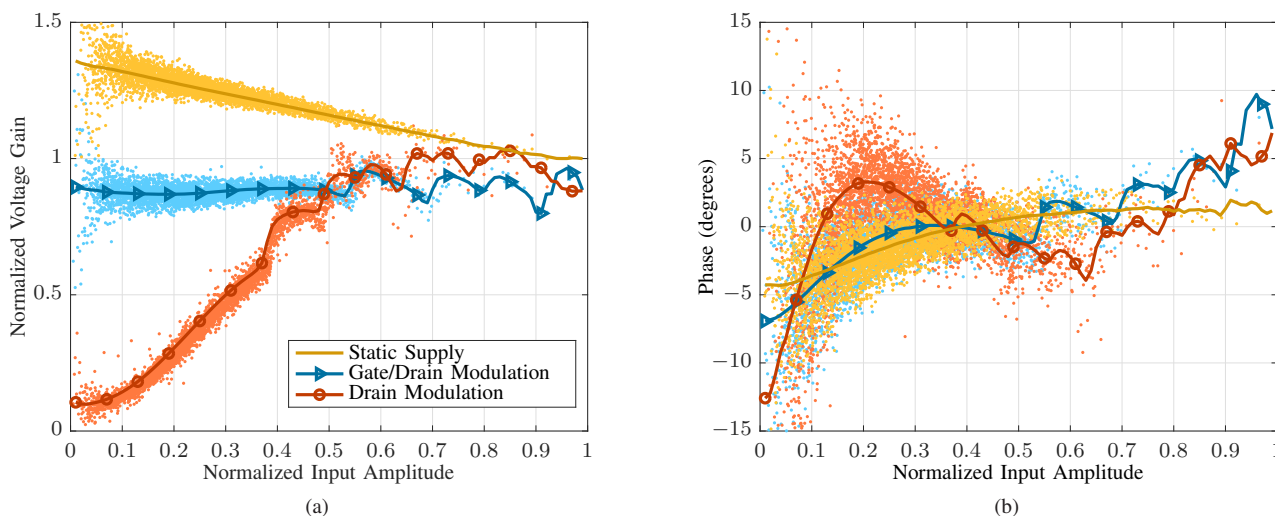 1.5
1
0.5
0
Normalized Voltage Gain
Static Supply
Gate/Drain Modulation
Drain Modulation
0 0.1 0.2 0.3 0.4 0.5 0.6 0.7 0.8 0.9 1
Normalized Input Amplitude
(a)
15
10
5
0
−5
−10
−15
Phase (degrees)
0 0.1 0.2 0.3 0.4 0.5 0.6 0.7 0.8 0.9 1
Normalized Input Amplitude
(b)